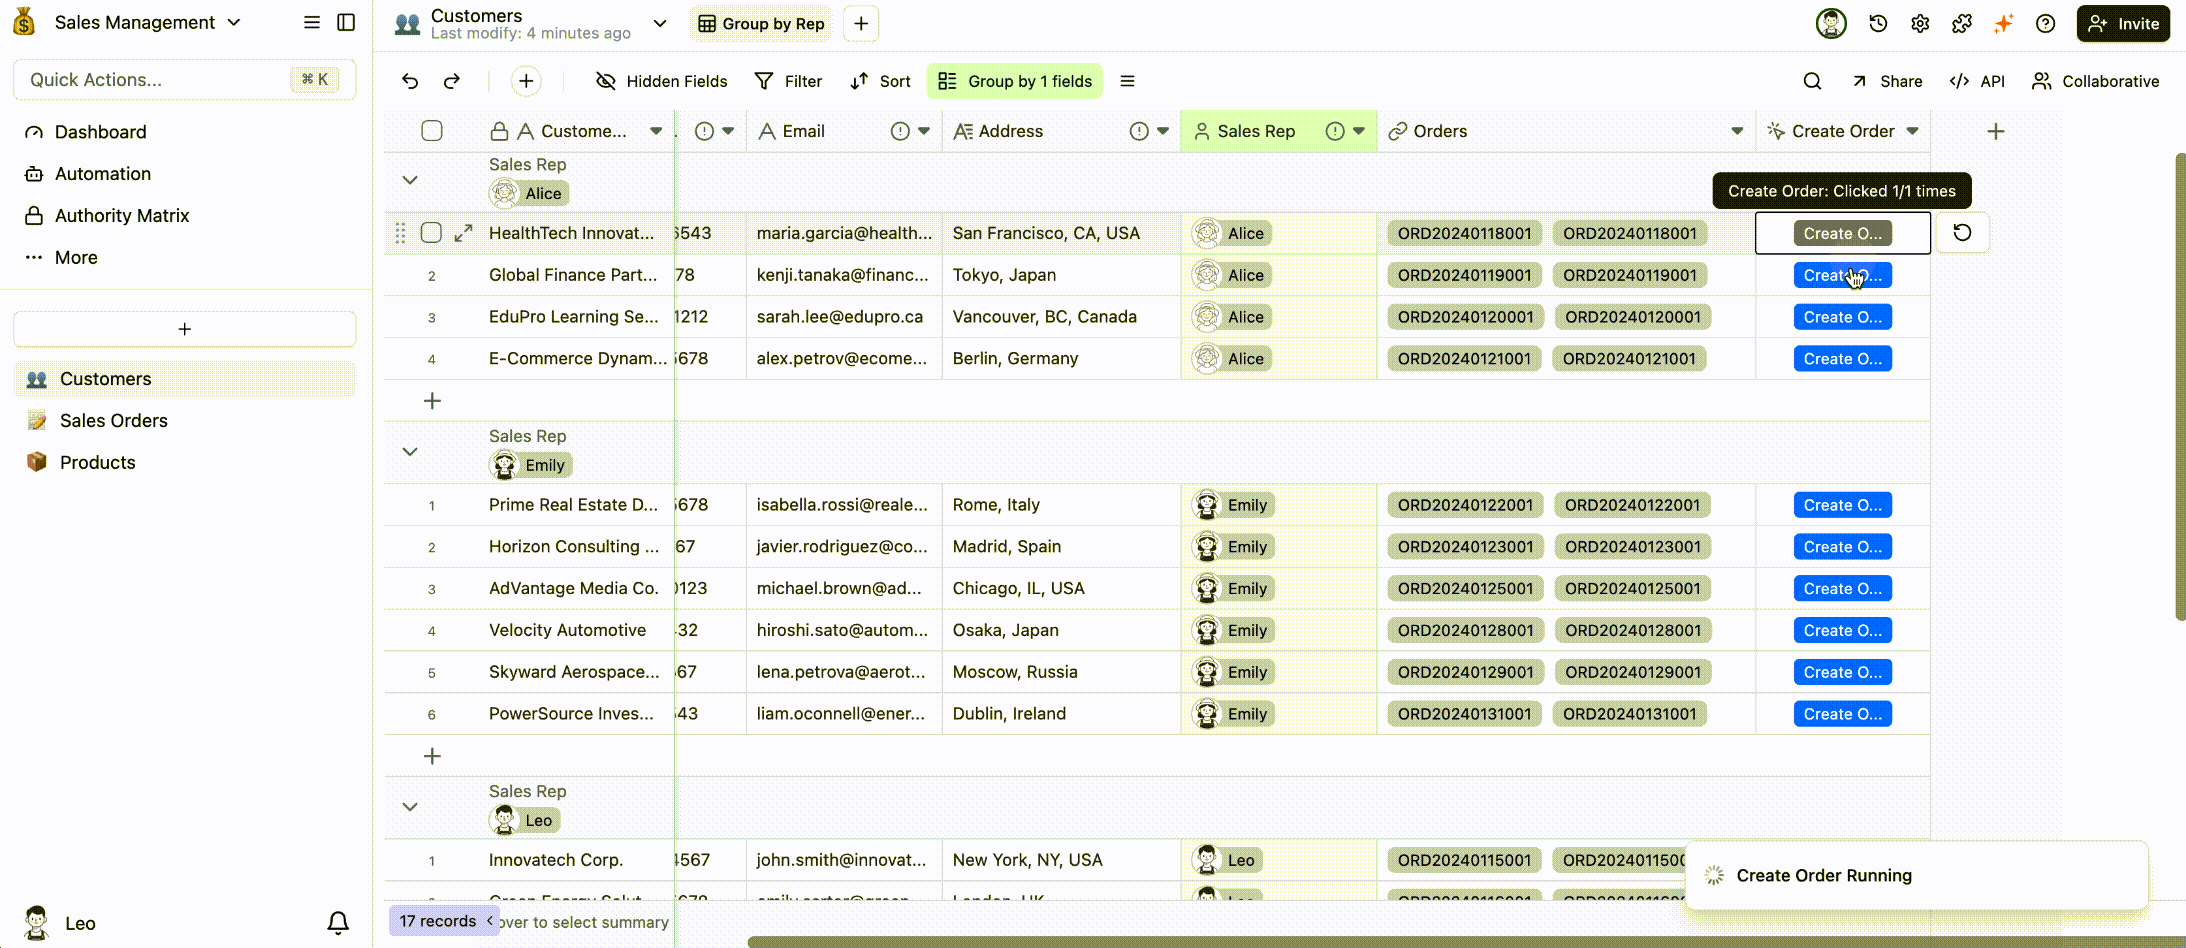 Sales Management
Quick Actions...
⌘ K
Dashboard
Automation
Authority Matrix
More
Customers
Sales Orders
Products
Leo
Customers
Last modify: 4 minutes ago
Group by Rep
Invite
Hidden Fields
Filter
Sort
Group by 1 fields
Share
API
Collaborative
Custome...
Email
Address
Sales Rep
Orders
Create Order
Sales Rep
Alice
Create Order: Clicked 1/1 times
HealthTech Innovat... 6543 maria.garcia@health... San Francisco, CA, USA Alice ORD20240118001 ORD20240118001 Create O...
2 Global Finance Part... 78 kenji.tanaka@financ... Tokyo, Japan Alice ORD20240119001 ORD20240119001 Create O...
3 EduPro Learning Se... 1212 sarah.lee@edupro.ca Vancouver, BC, Canada Alice ORD20240120001 ORD20240120001 Create O...
4 E-Commerce Dynam... 5678 alex.petrov@ecome... Berlin, Germany Alice ORD20240121001 ORD20240121001 Create O...
Sales Rep
Emily
1 Prime Real Estate D... 5678 isabella.rossi@reale... Rome, Italy Emily ORD20240122001 ORD20240122001 Create O...
2 Horizon Consulting ... 67 javier.rodriguez@co... Madrid, Spain Emily ORD20240123001 ORD20240123001 Create O...
3 AdVantage Media Co. 0123 michael.brown@ad... Chicago, IL, USA Emily ORD20240125001 ORD20240125001 Create O...
4 Velocity Automotive 432 hiroshi.sato@autom... Osaka, Japan Emily ORD20240128001 ORD20240128001 Create O...
5 Skyward Aerospace... 567 lena.petrova@aerot... Moscow, Russia Emily ORD20240129001 ORD20240129001 Create O...
6 PowerSource Inves... 543 liam.oconnell@ener... Dublin, Ireland Emily ORD20240131001 ORD20240131001 Create O...
Sales Rep
Leo
1 Innovatech Corp. 4567 john.smith@innovat... New York, NY, USA Leo ORD20240115001 ORD2024011500
Create Order Running
17 records
over to select summary